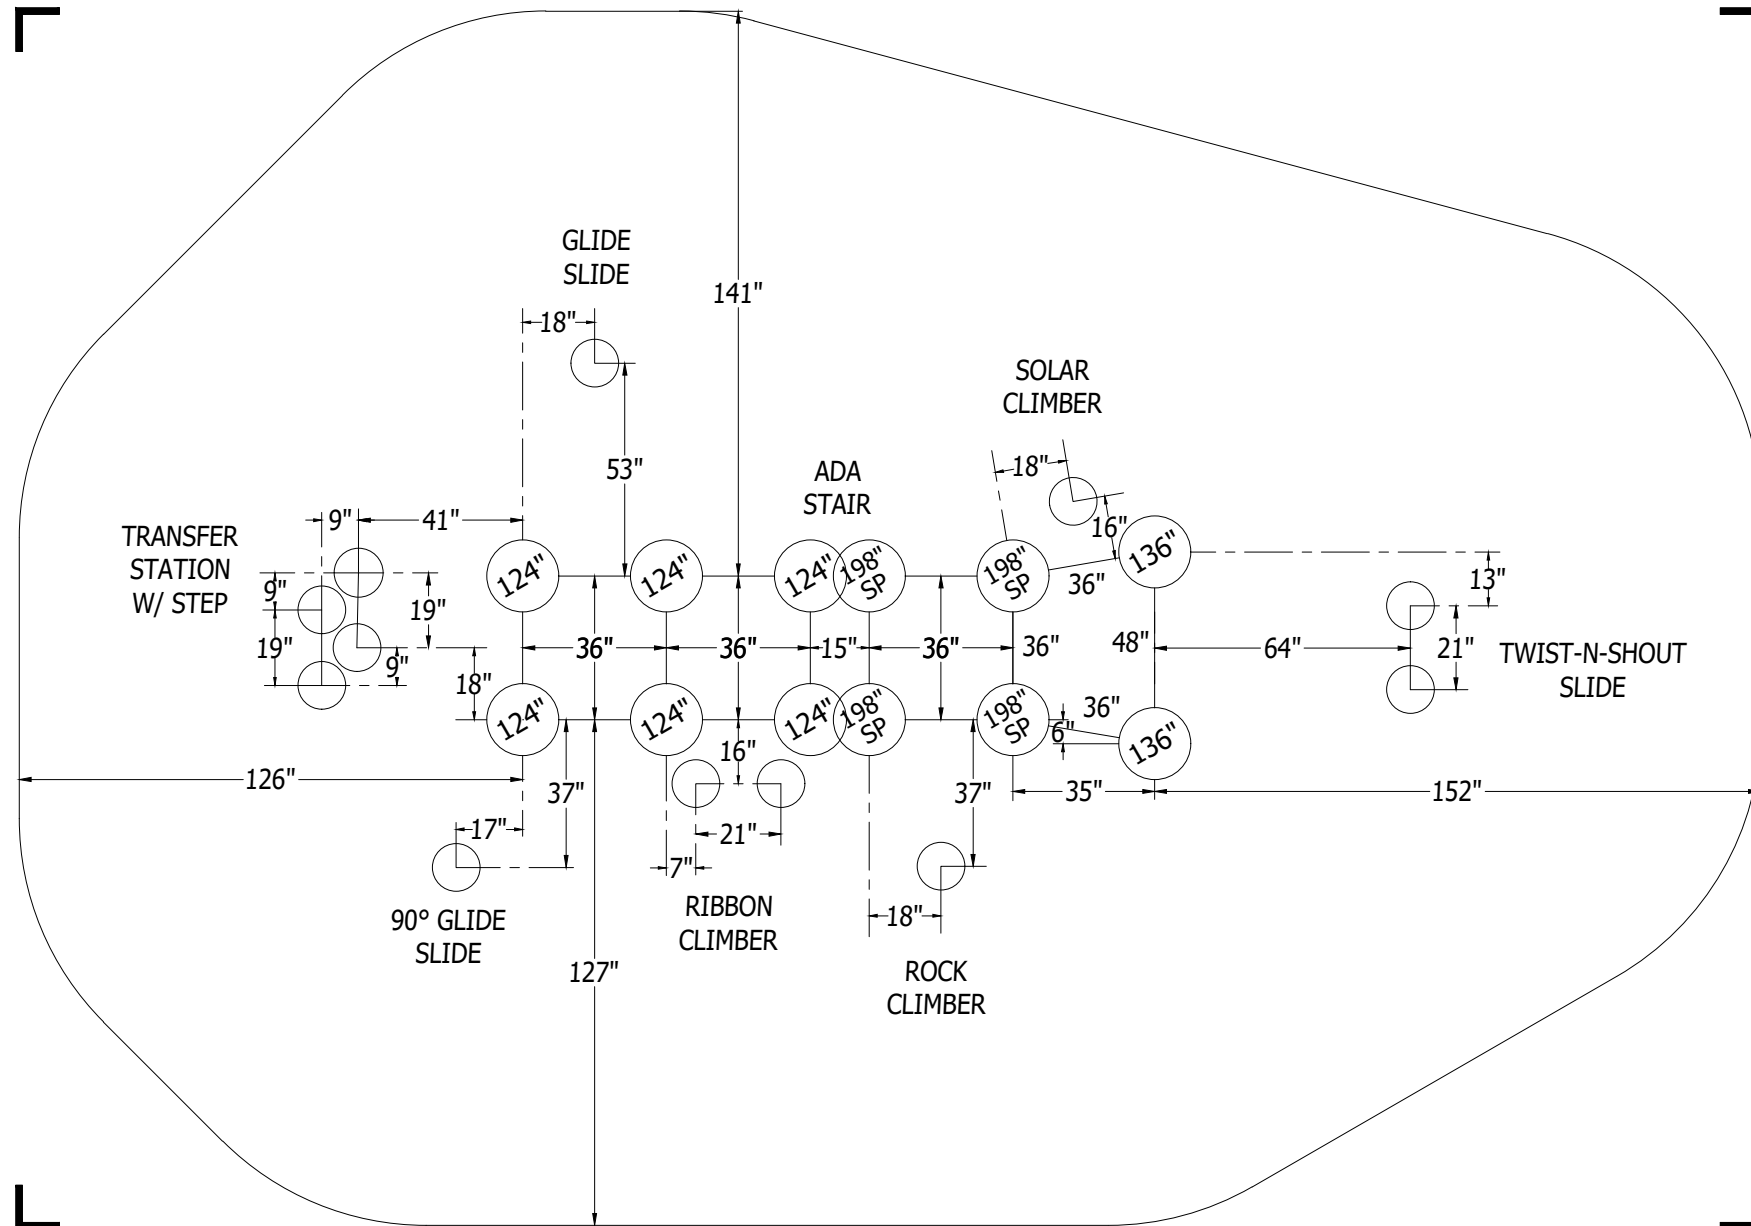 GLIDE
SLIDE
141"
18"
SOLAR
CLIMBER
53"
18"
ADA
STAIR
16"
TRANSFER
STATION
W/ STEP
9"
41"
124"
124"
124"
198"
SP
198"
SP
136"
36"
13"
9"
19"
19"
9"
18"
36"
36"
15"
36"
36"
48"
64"
21"
TWIST-N-SHOUT
SLIDE
124"
124"
124"
198"
SP
198"
SP
36"
6"
136"
16"
126"
37"
37"
35"
152"
17"
21"
7"
90° GLIDE
SLIDE
RIBBON
CLIMBER
18"
127"
ROCK
CLIMBER